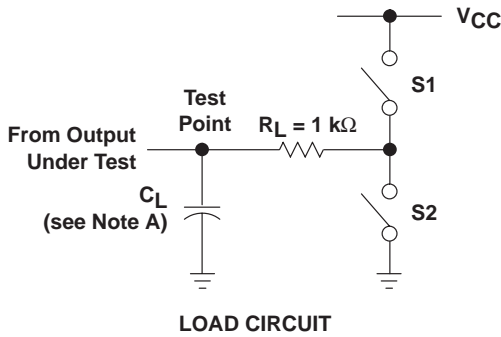 VCC
S1
Test
Point
RL = 1 kΩ
From Output
Under Test
CL
(see Note A)
S2
LOAD CIRCUIT